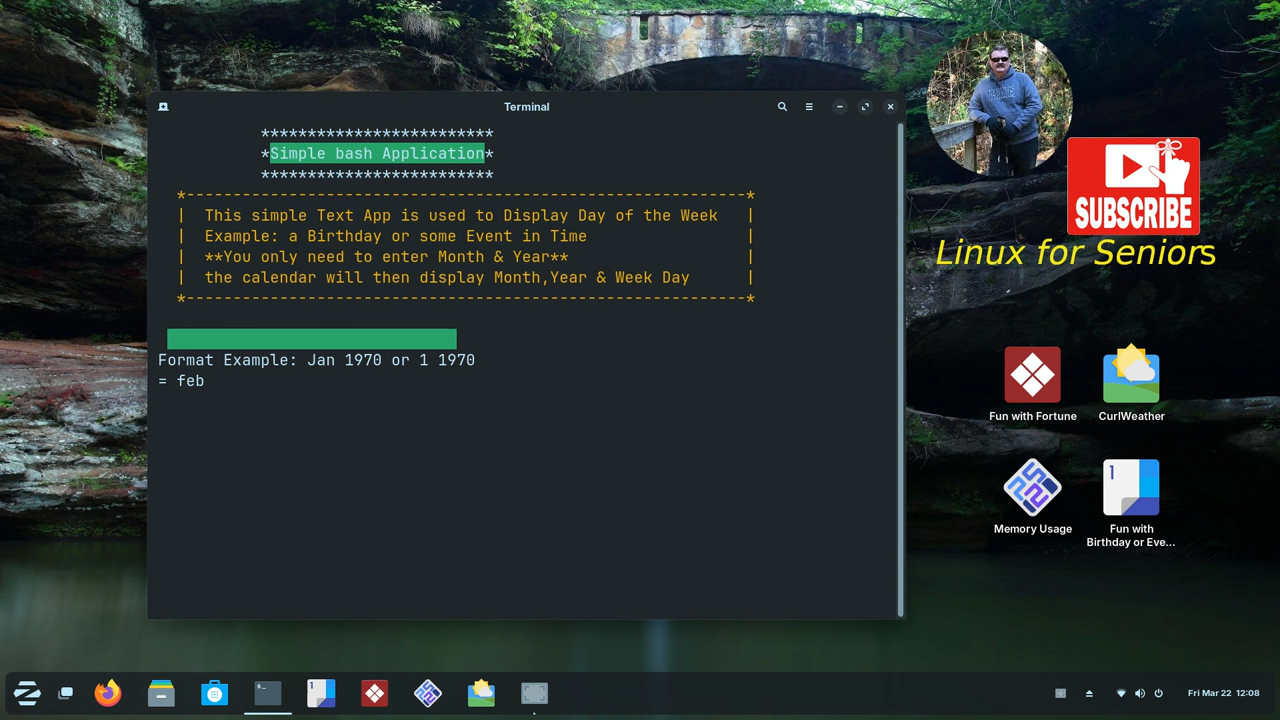 Terminal
*************************
*Simple bash Application*
*************************
*------------------------------------------------------------*
| This simple Text App is used to Display Day of the Week |
| Example: a Birthday or some Event in Time |
| **You only need to enter Month & Year** |
| the calendar will then display Month,Year & Week Day |
*------------------------------------------------------------*
Format Example: Jan 1970 or 1 1970
= feb
SUBSCRIBE
Linux for Seniors
Fun with Fortune
CurlWeather
Memory Usage
1
Fun with
Birthday or Eve...
1
Fri Mar 22 12:08